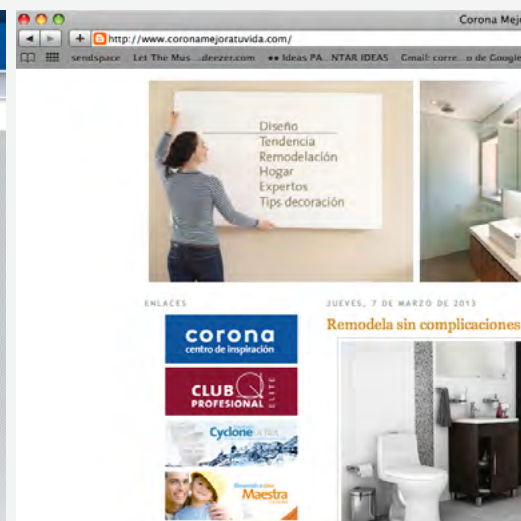 Corona Mej
http://www.coronamejoratuvida.com/
sendspace Let The Mus...deezer.com •• Ideas PA...NTAR IDEAS Gmail: corre...o de Google
Diseño
Tendencia
Remodelación
Hogar
Expertos
Tips decoración
ENLACES
JUEVES, 7 DE MARZO DE 2013
Remodela sin complicaciones
corona
centro de inspiración
CLUB
PROFESIONAL
ELITE
Cyclone
Maestra